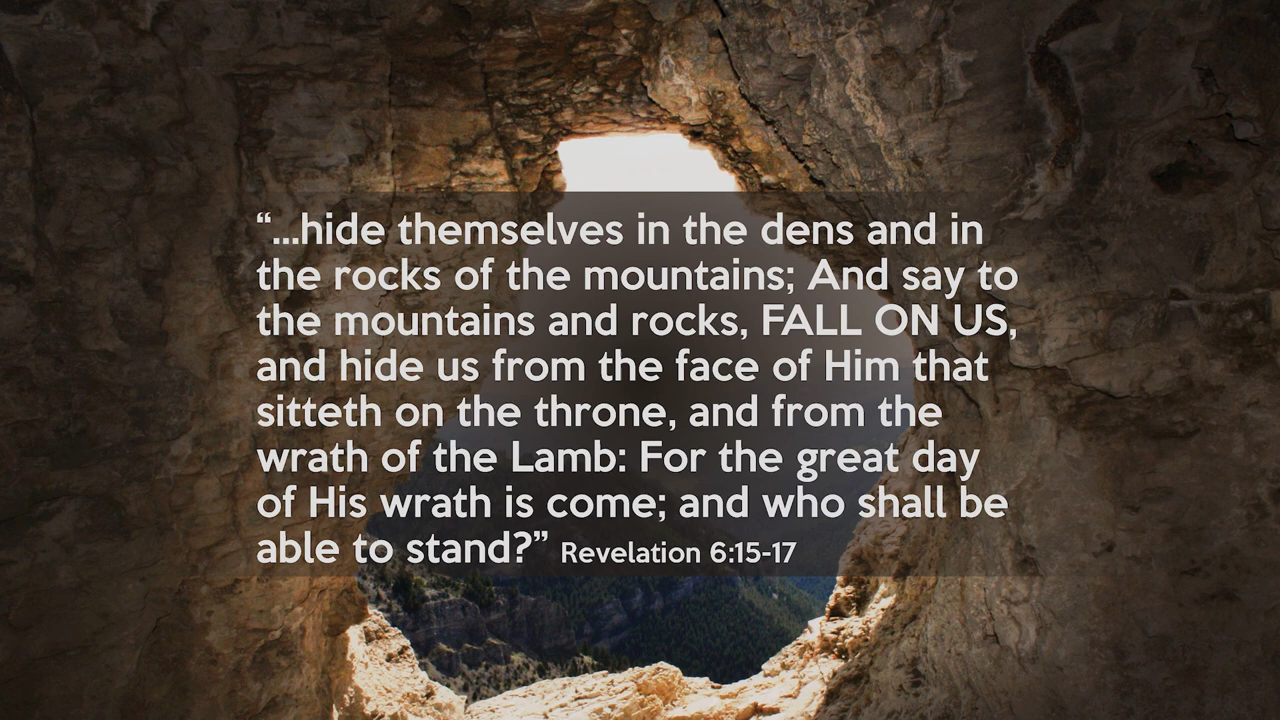 “...hide themselves in the dens and in
the rocks of the mountains; And say to
the mountains and rocks, FALL ON US,
and hide us from the face of Him that
sitteth on the throne, and from the
wrath of the Lamb: For the great day
of His wrath is come; and who shall be
able to stand?” Revelation 6:15-17